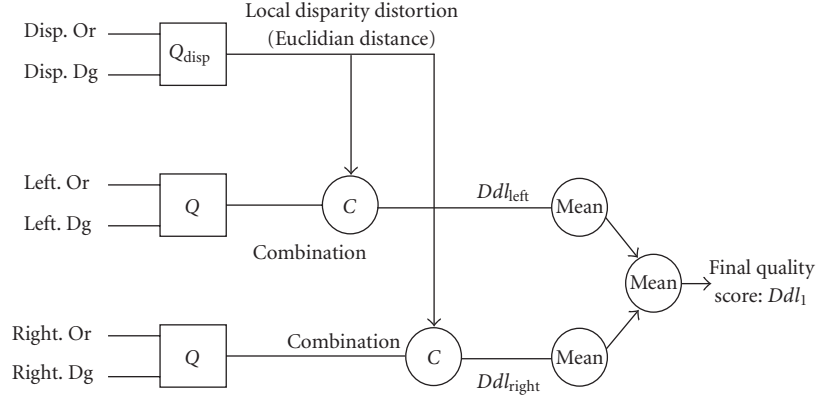 Disp. Or
Disp. Dg
Q_disp
Local disparity distortion
(Euclidian distance)
Left. Or
Left. Dg
Q
C
Combination
Ddl_left
Mean
Mean
Final quality
score: Ddl_1
Right. Or
Right. Dg
Q
Combination
C
Ddl_right
Mean